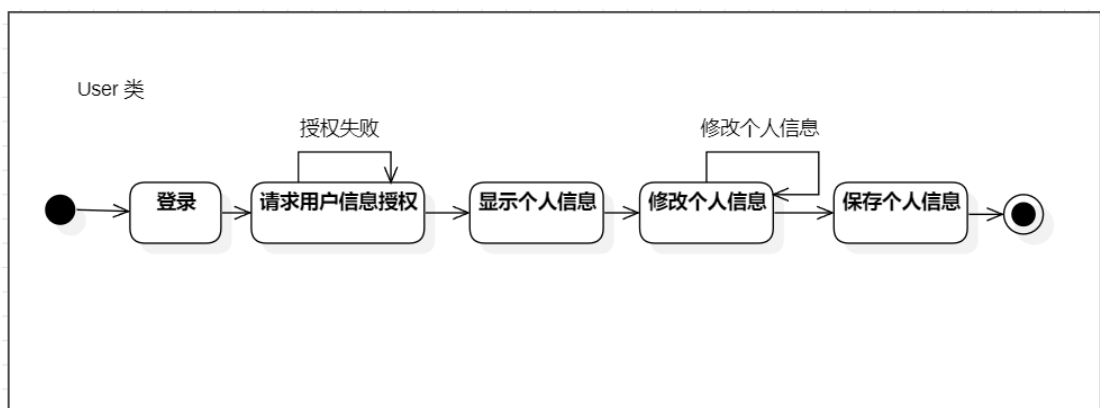 User 类
授权失败
修改个人信息
登录
请求用户信息授权
显示个人信息
修改个人信息
保存个人信息